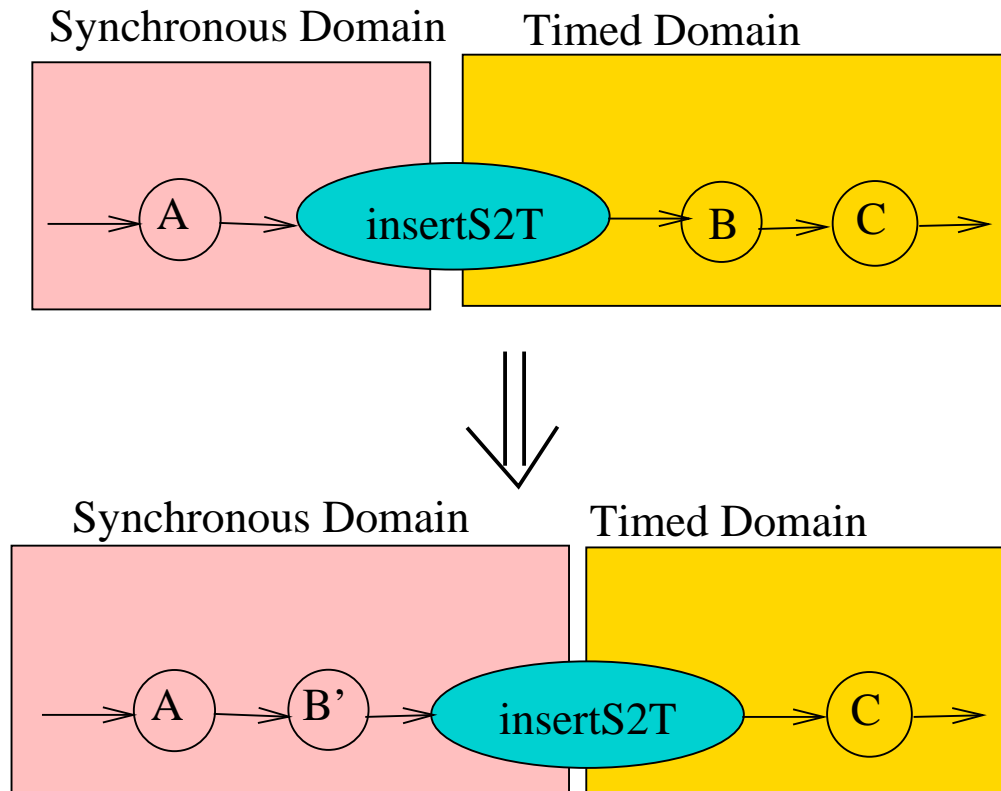 Synchronous Domain
Timed Domain
A
insertS2T
B
C
Synchronous Domain
Timed Domain
A
B’
insertS2T
C